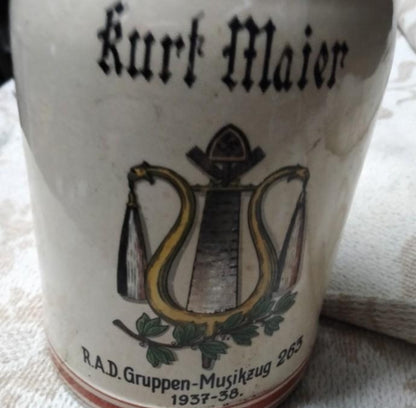 Kurt Maier
R.A.D. Gruppen-Musikzug 263
1937-38.